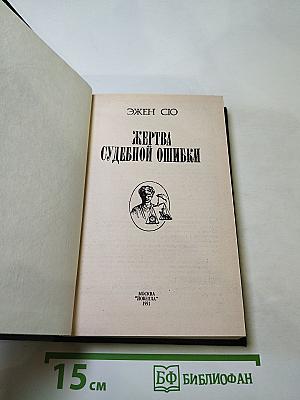 ЭЖЕН СЮ
ЖЕРТВА
СУДЕБНОЙ ОШИБКИ
МОСКВА
1991
15 см
БФ БИБЛИОФАН